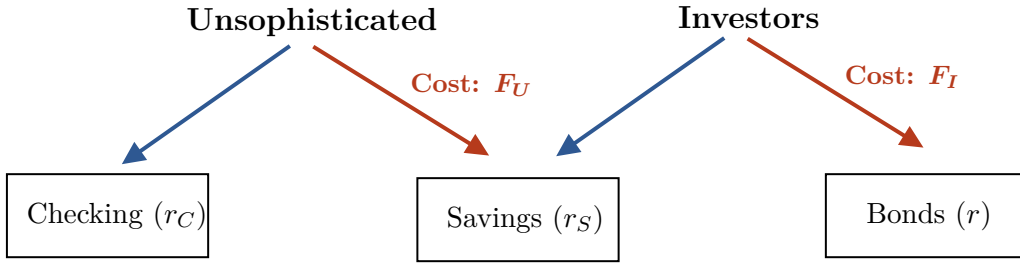 Unsophisticated
Investors
Cost: F_U
Cost: F_I
Checking (r_C)
Savings (r_S)
Bonds (r)